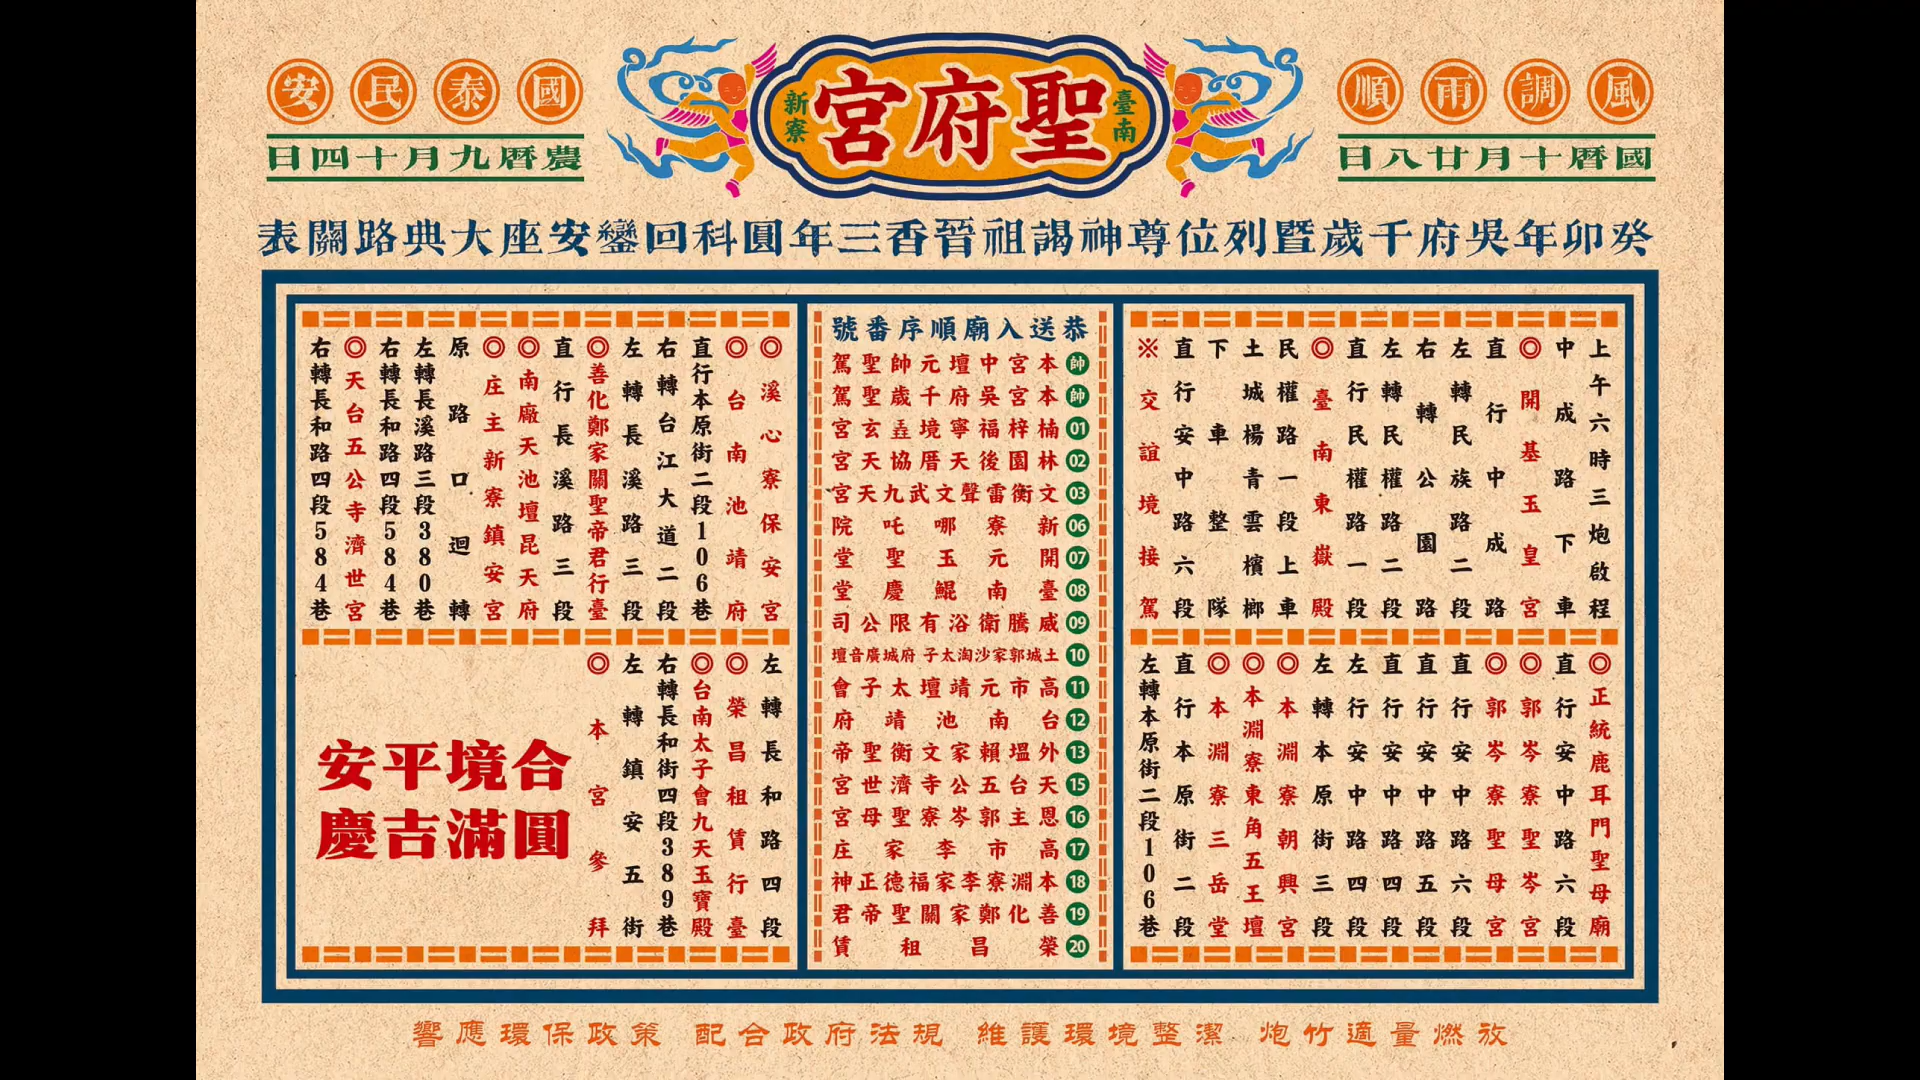 聖府宮
臺南
新寮
風調雨順
國泰民安
國曆十月廿八日
農曆九月十四日
癸卯年吳府千歲暨列位尊神謁祖晉香三年圓科回鑾安座大典路關表
上午六時三炮啟程
中成路下車
◎開基玉皇宮
直行中成路
左轉民族路二段
右轉公園路
左轉民權路二段
直行民權路一段
◎臺南東嶽殿
民權路一段上車
土城楊青雲檳榔
下車整隊
直行安中路六段
※交誼境接駕
◎正統鹿耳門聖母廟
直行安中路六段
◎郭岑寮聖岑宮
◎郭岑寮聖母宮
直行安中路六段
直行安中路五段
直行安中路四段
左行安中路四段
左轉本原街三段
◎本淵寮朝興宮
◎本淵寮東角五王壇
◎本淵寮三岳堂
直行本原街二段
左轉本原街二段106巷
恭送入廟順序番號
帥 本宮中壇元帥聖駕
帥 本宮吳府千歲聖駕
01 楠梓福寧境壵玄宮
02 林園後天厝協天宮
03 文衡雷聲文武九天宮
06 新寮哪吒院
07 開元玉聖堂
08 臺南鯤慶堂
09 威騰衛浴有限公司
10 土城郭家沙淘太子 府城廣音壇
11 高市元靖壇太子會
12 台南池靖府
13 外塭賴家文衡聖帝
15 天台五公寺濟世宮
16 恩主郭岑寮聖母宮
17 高市李家庄
18 本淵寮李家福德正神
19 善化鄭家關聖帝君
20 榮昌租賃
◎溪心寮保安宮
◎台南池靖府
直行本原街二段106巷
右轉台江大道二段
左轉長溪路三段
◎善化鄭家關聖帝君行臺
直行長溪路三段
◎南廠天池壇昆天府
◎庄主新寮鎮安宮
原路口迴轉
左轉長溪路三段380巷
右轉長和路四段584巷
◎天台五公寺濟世宮
右轉長和路四段584巷
左轉長和路四段
◎榮昌租賃行臺
◎台南太子會九天玉寶殿
右轉長和街四段389巷
左轉鎮安五街
◎本宮參拜
合境平安
圓滿吉慶
響應環保政策 配合政府法規 維護環境整潔 炮竹適量燃放